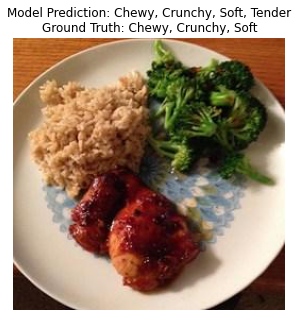 Model Prediction: Chewy, Crunchy, Soft, Tender
Ground Truth: Chewy, Crunchy, Soft